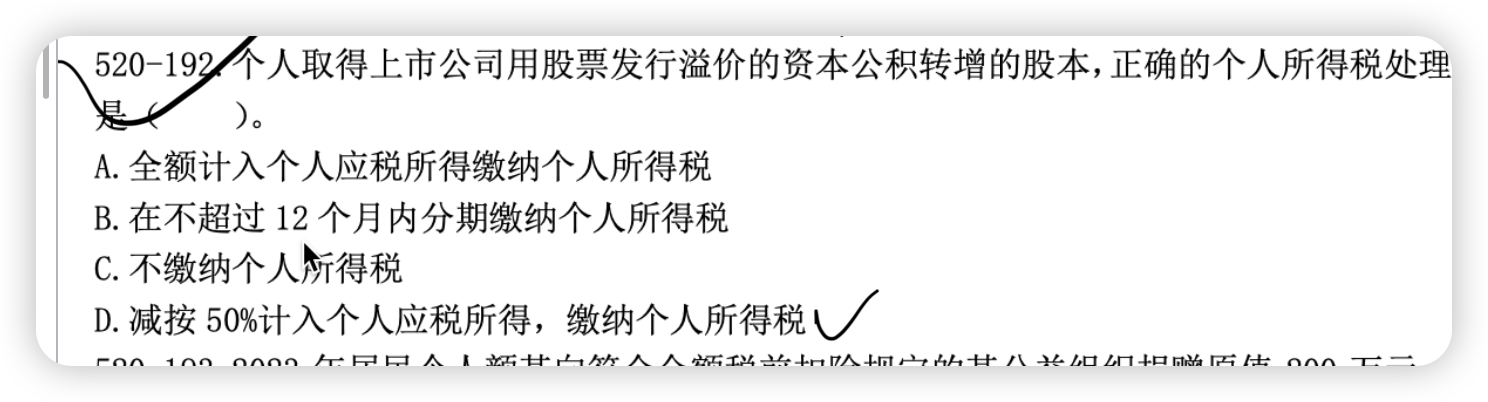 520-192.个人取得上市公司用股票发行溢价的资本公积转增的股本,正确的个人所得税处理
是(  )。
A.全额计入个人应税所得缴纳个人所得税
B.在不超过 12 个月内分期缴纳个人所得税
C.不缴纳个人所得税
D.减按 50%计入个人应税所得，缴纳个人所得税